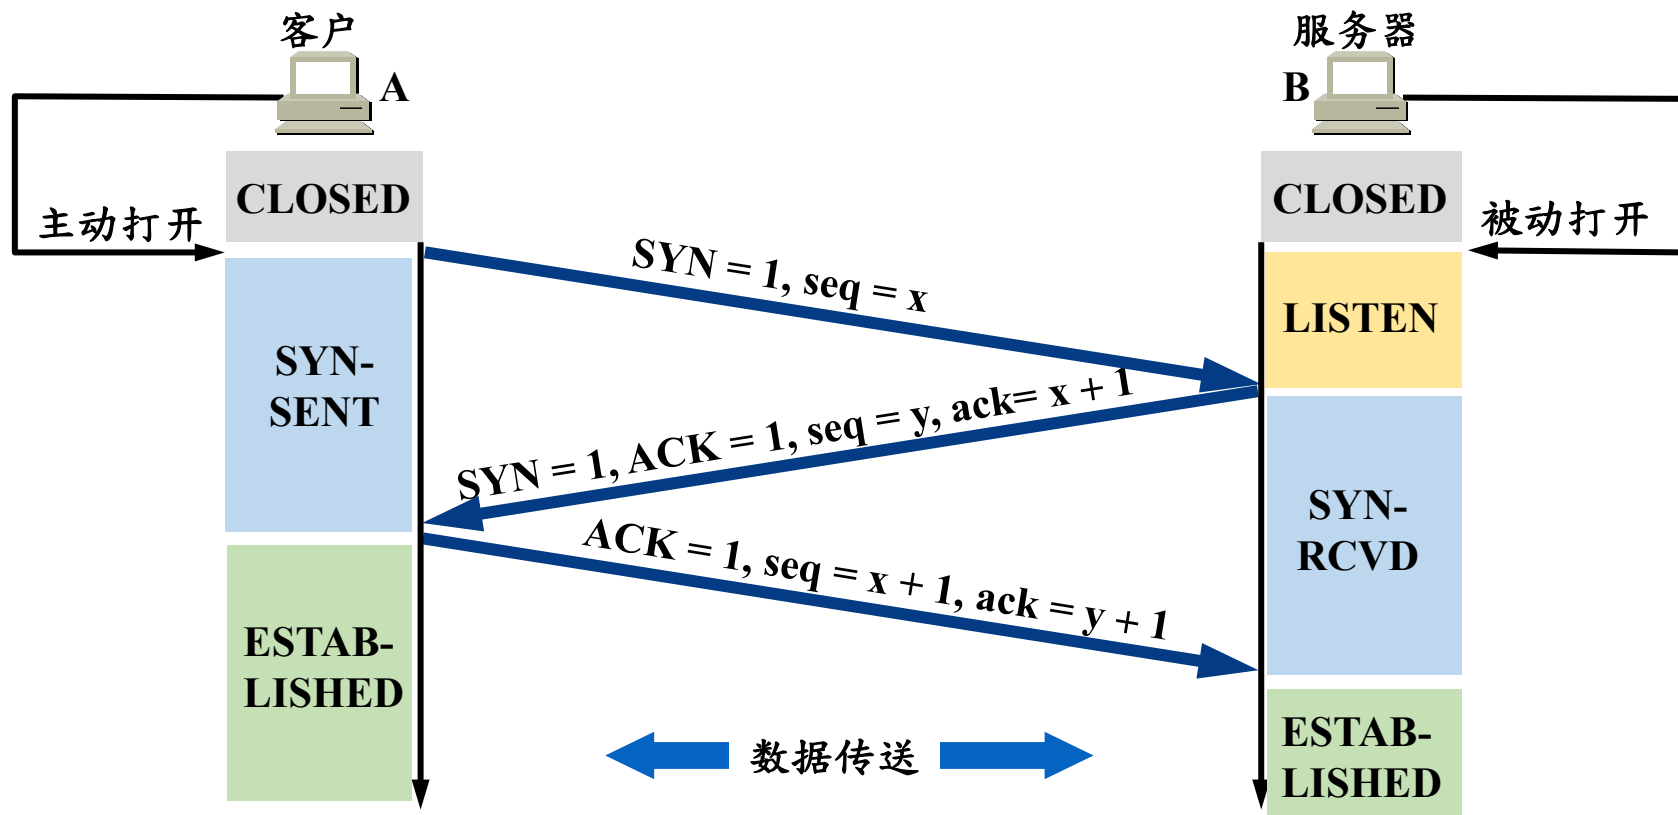 客户
服务器
A
B
CLOSED
CLOSED
主动打开
被动打开
SYN = 1, seq = x
LISTEN
SYN-
SENT
SYN = 1, ACK = 1, seq = y, ack= x + 1
SYN-
RCVD
ACK = 1, seq = x + 1, ack = y + 1
ESTAB-
LISHED
数据传送
ESTAB-
LISHED